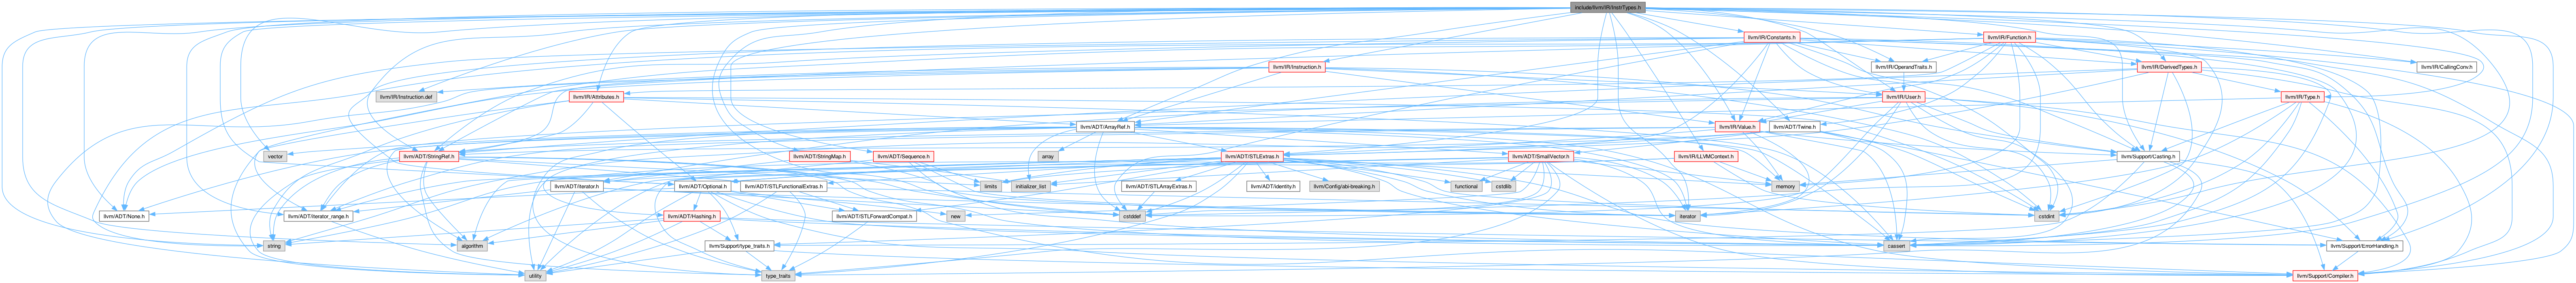 include/llvm/IR/InstrTypes.h
llvm/IR/Constants.h
llvm/IR/Function.h
llvm/IR/Instruction.h
llvm/IR/OperandTraits.h
llvm/IR/DerivedTypes.h
llvm/IR/CallingConv.h
llvm/IR/Instruction.def
llvm/IR/Attributes.h
llvm/IR/User.h
llvm/IR/Type.h
llvm/ADT/ArrayRef.h
llvm/IR/Value.h
llvm/ADT/Twine.h
vector
llvm/ADT/StringRef.h
llvm/ADT/StringMap.h
llvm/ADT/Sequence.h
array
llvm/ADT/STLExtras.h
llvm/ADT/SmallVector.h
llvm/IR/LLVMContext.h
llvm/Support/Casting.h
llvm/ADT/iterator.h
llvm/ADT/Optional.h
llvm/ADT/STLFunctionalExtras.h
limits
initializer_list
llvm/ADT/STLArrayExtras.h
llvm/ADT/identity.h
llvm/Config/abi-breaking.h
functional
cstdlib
memory
llvm/ADT/None.h
llvm/ADT/iterator_range.h
llvm/ADT/Hashing.h
llvm/ADT/STLForwardCompat.h
new
cstddef
iterator
cstdint
string
algorithm
llvm/Support/type_traits.h
cassert
llvm/Support/ErrorHandling.h
utility
type_traits
llvm/Support/Compiler.h